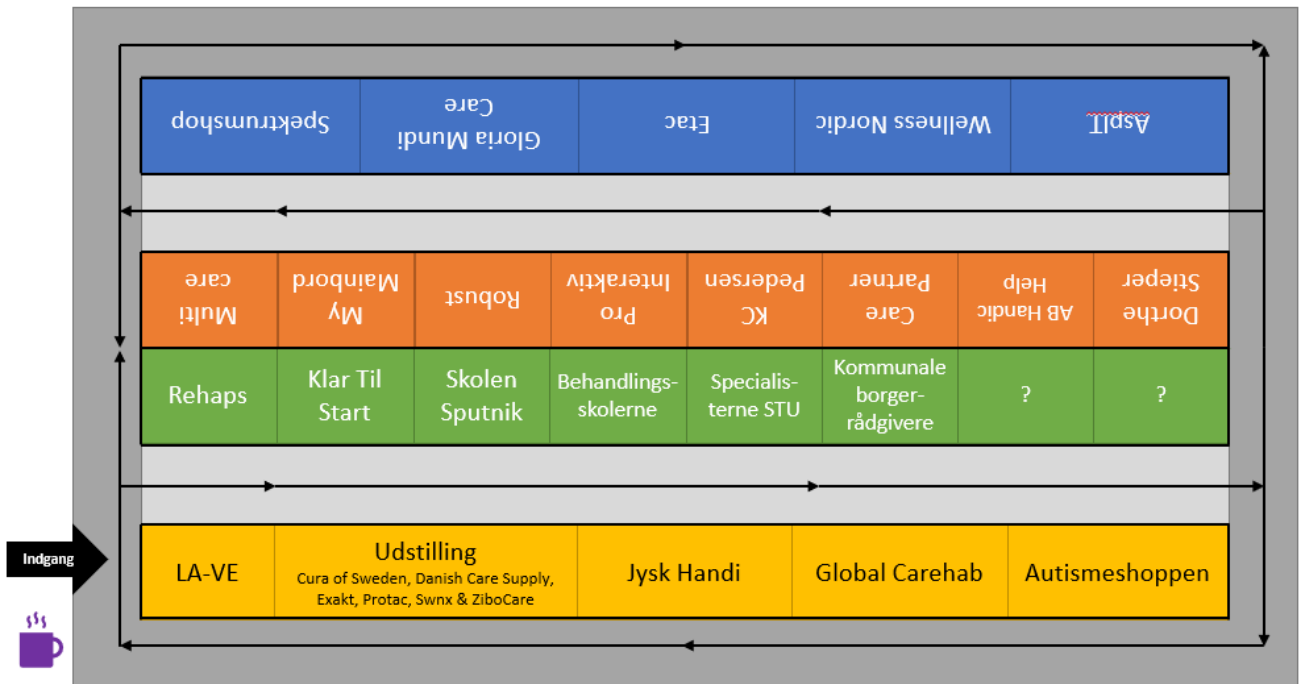 Spektrumshop
Gloria Mundi
Care
Etac
Wellness Nordic
AspIT
Multi
care
My
Mainbord
Robust
Pro
Interaktiv
KC
Pedersen
Care
Partner
AB Handic
Help
Dorthe
Stieper
Rehaps
Klar Til
Start
Skolen
Sputnik
Behandlings-
skolerne
Specialis-
terne STU
Kommunale
borger-
rådgivere
?
?
Indgang
LA-VE
Udstilling
Cura of Sweden, Danish Care Supply,
Exakt, Protac, Swnx & ZiboCare
Jysk Handi
Global Carehab
Autismeshoppen